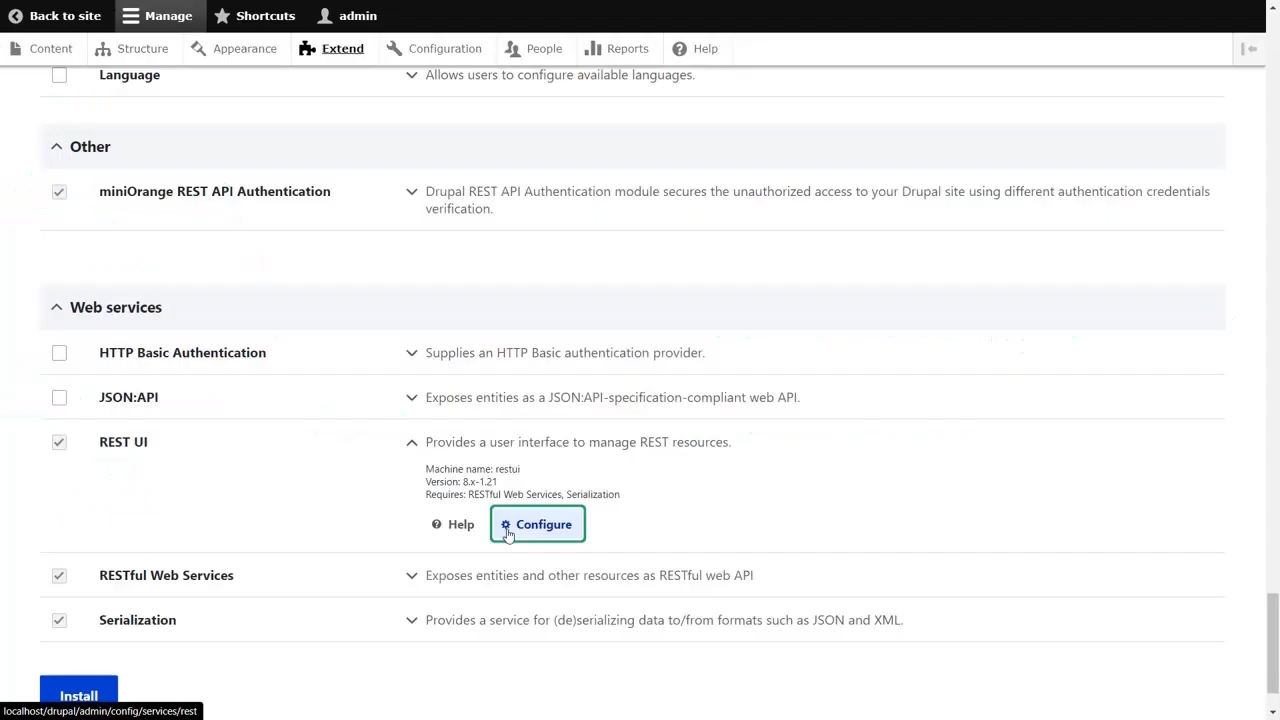 Back to site
Manage
Shortcuts
admin
Content
Structure
Appearance
Extend
Configuration
People
Reports
Help
Language
Allows users to configure available languages.
Other
miniOrange REST API Authentication
Drupal REST API Authentication module secures the unauthorized access to your Drupal site using different authentication credentials
verification.
Web services
HTTP Basic Authentication
Supplies an HTTP Basic authentication provider.
JSON:API
Exposes entities as a JSON:API-specification-compliant web API.
REST UI
Provides a user interface to manage REST resources.
Machine name: restui
Version: 8.x-1.21
Requires: RESTful Web Services, Serialization
Help
Configure
RESTful Web Services
Exposes entities and other resources as RESTful web API
Serialization
Provides a service for (de)serializing data to/from formats such as JSON and XML.
Install
localhost/drupal/admin/config/services/rest